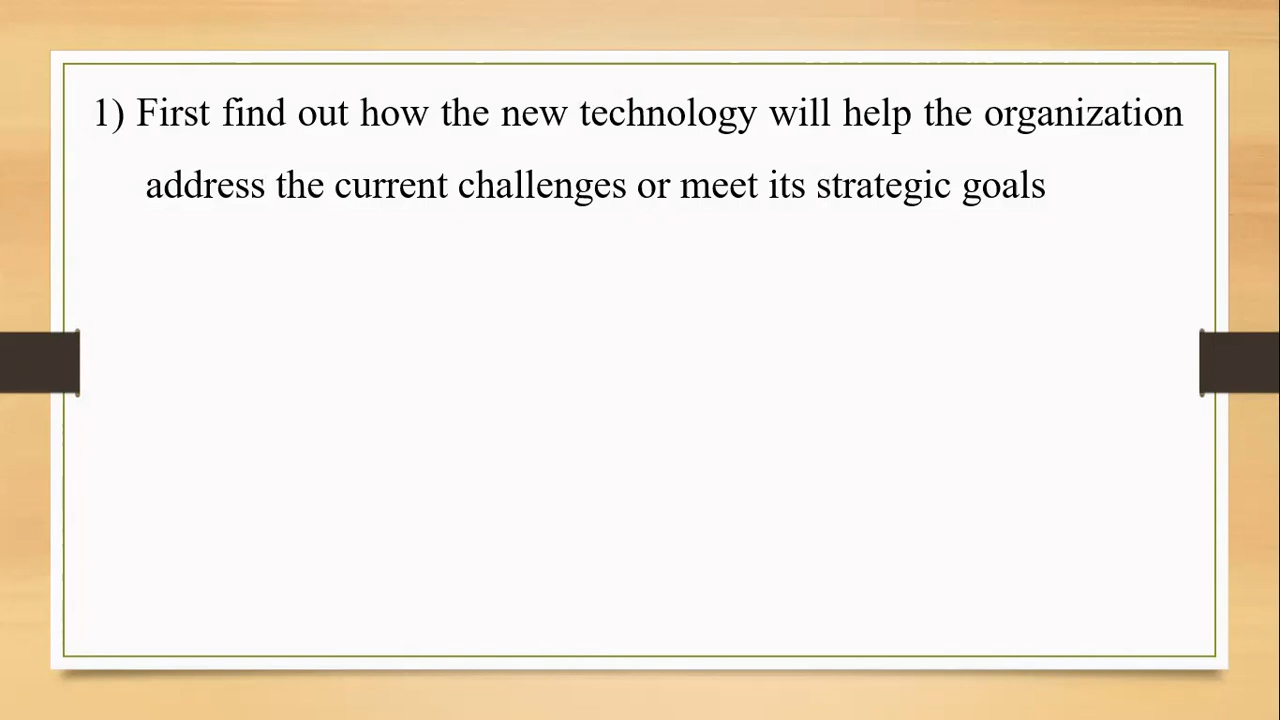 1) First find out how the new technology will help the organization
address the current challenges or meet its strategic goals